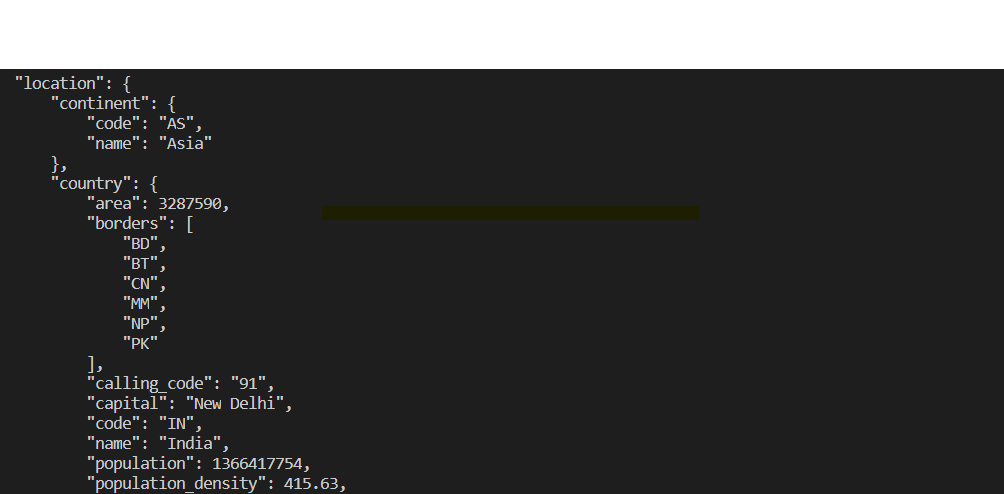 "location": {
"continent": {
"code": "AS",
"name": "Asia"
},
"country": {
"area": 3287590,
"borders": [
"BD",
"BT",
"CN",
"MM",
"NP",
"PK"
],
"calling_code": "91",
"capital": "New Delhi",
"code": "IN",
"name": "India",
"population": 1366417754,
"population_density": 415.63,